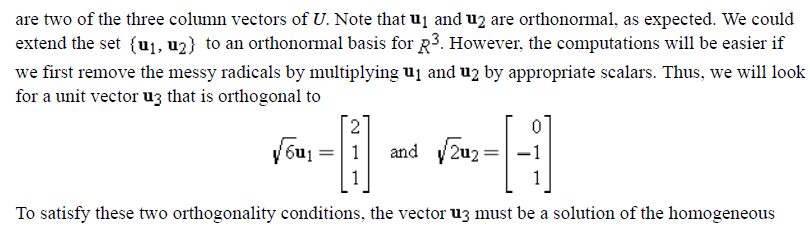 are two of the three column vectors of U. Note that u1 and u2 are orthonormal, as expected. We could
extend the set {u1, u2} to an orthonormal basis for R³. However, the computations will be easier if
we first remove the messy radicals by multiplying u1 and u2 by appropriate scalars. Thus, we will look
for a unit vector u3 that is orthogonal to
√6u1 = [2 1 1] and √2u2 = [0 −1 1]
To satisfy these two orthogonality conditions, the vector u3 must be a solution of the homogeneous